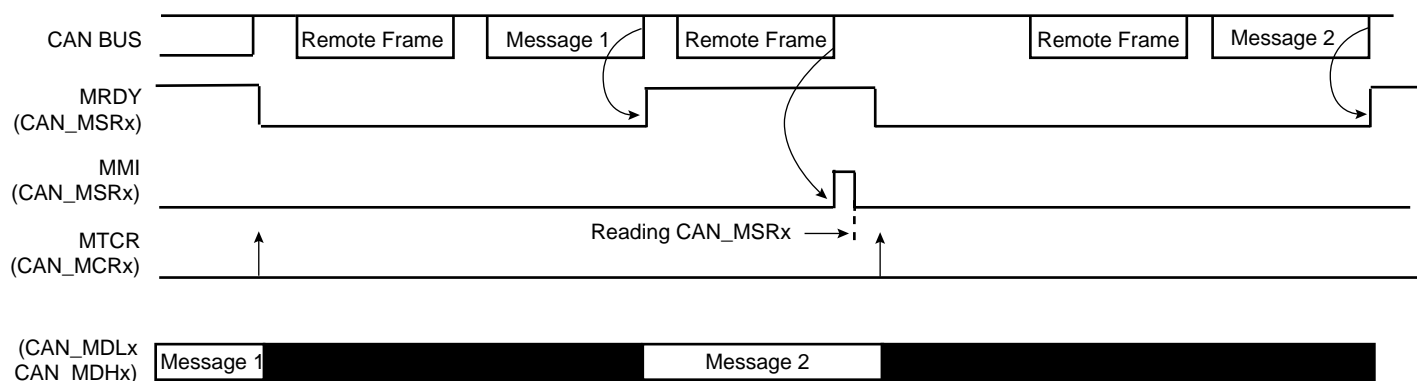 CAN BUS
Remote Frame
Message 1
Remote Frame
Remote Frame
Message 2
MRDY
(CAN_MSRx)
MMI
(CAN_MSRx)
Reading CAN_MSRx
MTCR
(CAN_MCRx)
(CAN_MDLx
CAN_MDHx)
Message 1
Message 2